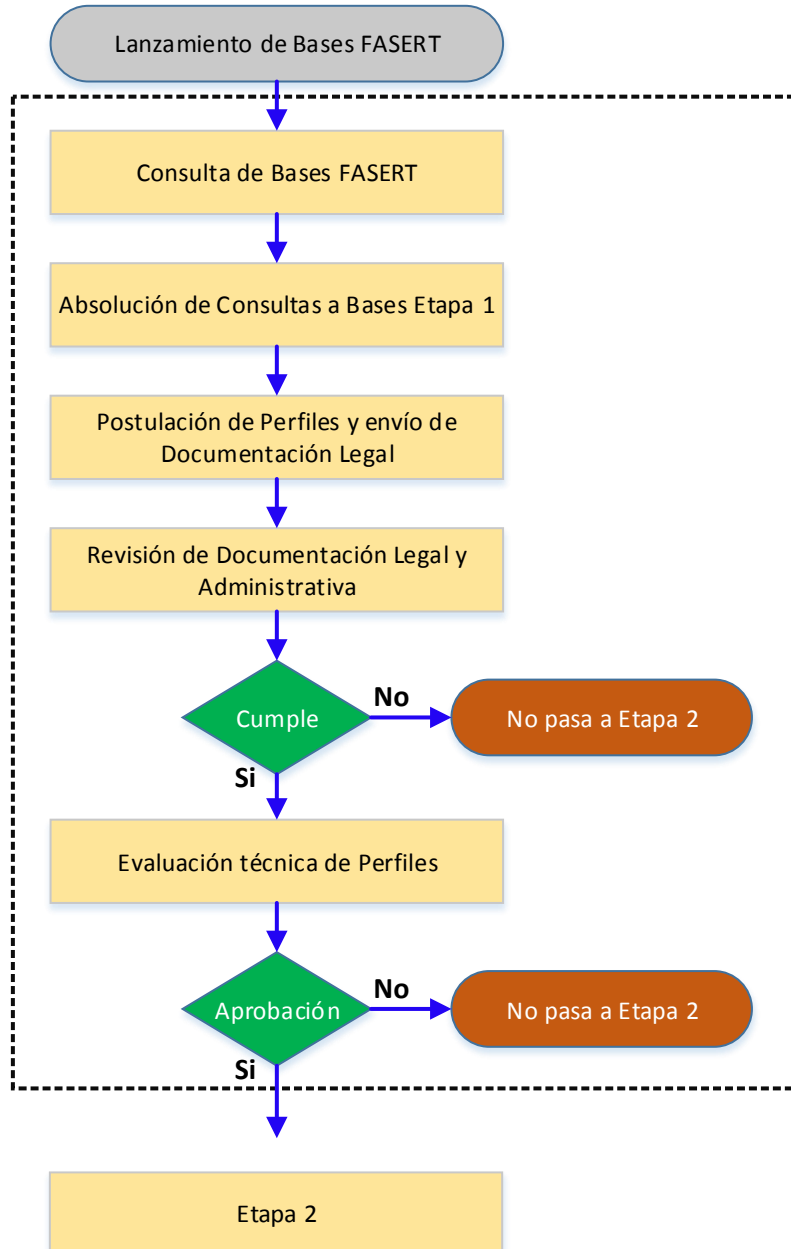 Lanzamiento de Bases FASERT
Consulta de Bases FASERT
Absolución de Consultas a Bases Etapa 1
Postulación de Perfiles y envío de
Documentación Legal
Revisión de Documentación Legal y
Administrativa
Cumple
No
No pasa a Etapa 2
Si
Evaluación técnica de Perfiles
Aprobación
No
No pasa a Etapa 2
Si
Etapa 2